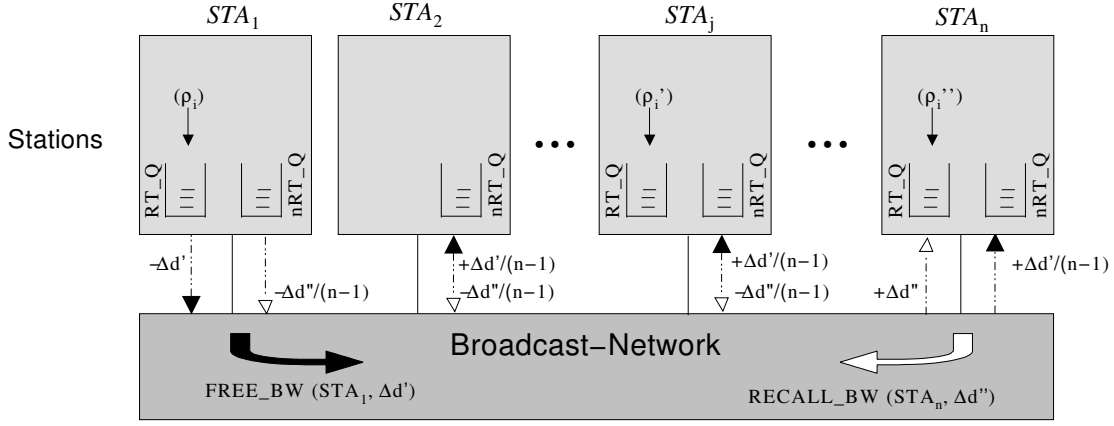 STA₁ STA₂ STAⱼ STAₙ
(ρᵢ) (ρᵢ') (ρᵢ'')
Stations
RT_Q nRT_Q nRT_Q RT_Q nRT_Q RT_Q nRT_Q
−Δd' +Δd'/(n−1) +Δd'/(n−1) +Δd'/(n−1)
−Δd"/(n−1) −Δd"/(n−1) −Δd"/(n−1) +Δd"
Broadcast−Network
FREE_BW (STA₁, Δd') RECALL_BW (STAₙ, Δd'')